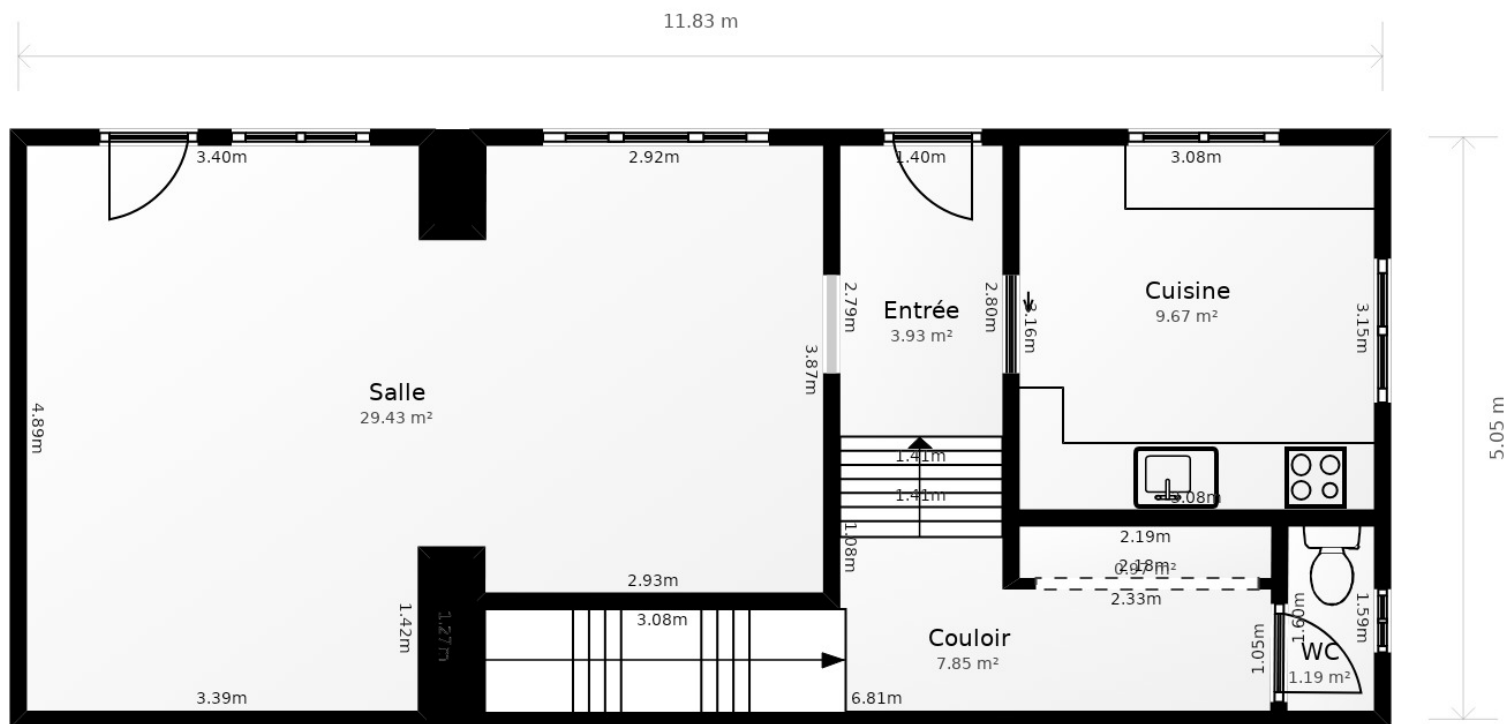 11.83 m
3.40m
2.92m
1.40m
3.08m
2.79m
2.80m
3.16m
3.15m
Cuisine
9.67 m²
Entrée
3.93 m²
3.87m
Salle
29.43 m²
4.89m
5.05 m
1.41m
1.41m
3.08m
1.08m
2.19m
2.18m
0.97 m²
2.33m
2.93m
3.08m
1.42m
1.27m
Couloir
7.85 m²
1.05m
1.60m
1.59m
WC
1.19 m²
3.39m
6.81m